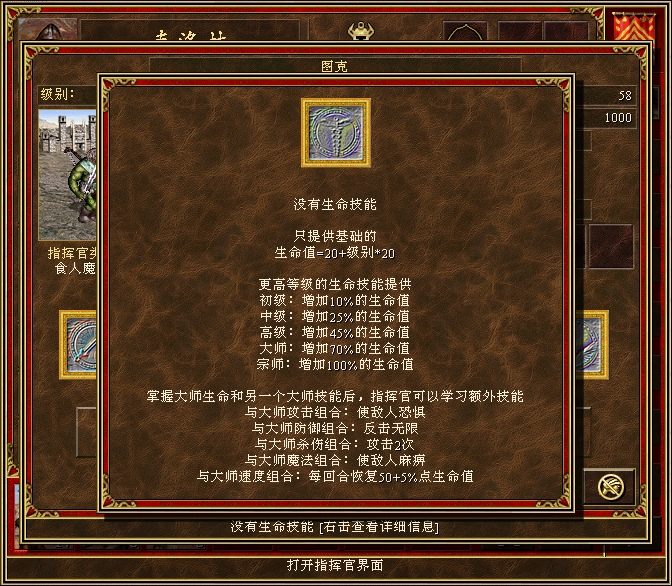 图克
级别:
58
1000
指挥官类
食人魔
没有生命技能
只提供基础的
生命值=20+级别*20
更高等级的生命技能提供
初级: 增加10%的生命值
中级: 增加25%的生命值
高级: 增加45%的生命值
大师: 增加70%的生命值
宗师: 增加100%的生命值
掌握大师生命和另一个大师技能后, 指挥官可以学习额外技能
与大师攻击组合: 使敌人恐惧
与大师防御组合: 反击无限
与大师杀伤组合: 攻击2次
与大师魔法组合: 使敌人麻痹
与大师速度组合: 每回合恢复50+5%点生命值
没有生命技能 [右击查看详细信息]
打开指挥官界面